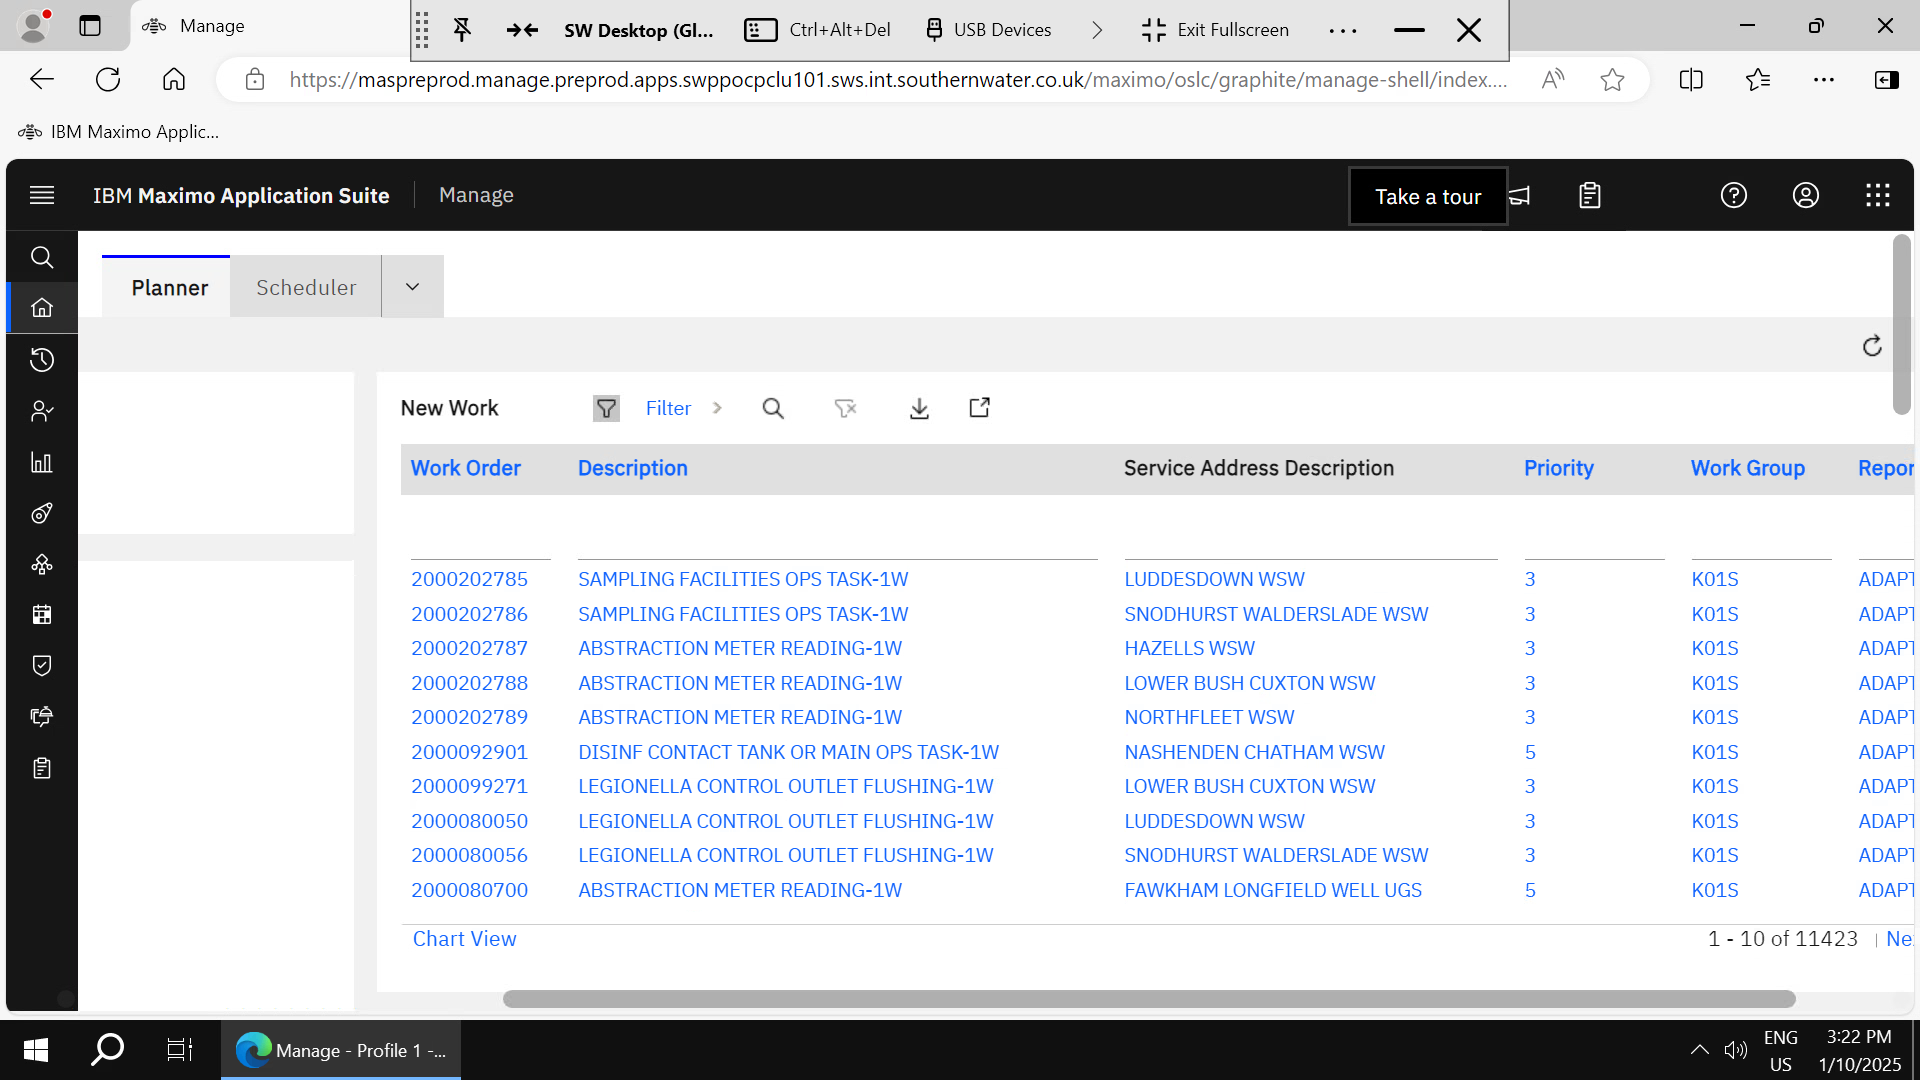 Manage
SW Desktop (Gl...
Ctrl+Alt+Del
USB Devices
Exit Fullscreen
https://maspreprod.manage.preprod.apps.swppocpclu101.sws.int.southernwater.co.uk/maximo/oslc/graphite/manage-shell/index....
IBM Maximo Applic...
IBM Maximo Application Suite
Manage
Take a tour
Planner
Scheduler
New Work
Filter
Work Order Description Service Address Description Priority Work Group Repor
2000202785 SAMPLING FACILITIES OPS TASK-1W LUDDESDOWN WSW 3 K01S ADAPT
2000202786 SAMPLING FACILITIES OPS TASK-1W SNODHURST WALDERSLADE WSW 3 K01S ADAPT
2000202787 ABSTRACTION METER READING-1W HAZELLS WSW 3 K01S ADAPT
2000202788 ABSTRACTION METER READING-1W LOWER BUSH CUXTON WSW 3 K01S ADAPT
2000202789 ABSTRACTION METER READING-1W NORTHFLEET WSW 3 K01S ADAPT
2000092901 DISINF CONTACT TANK OR MAIN OPS TASK-1W NASHENDEN CHATHAM WSW 5 K01S ADAPT
2000099271 LEGIONELLA CONTROL OUTLET FLUSHING-1W LOWER BUSH CUXTON WSW 3 K01S ADAPT
2000080050 LEGIONELLA CONTROL OUTLET FLUSHING-1W LUDDESDOWN WSW 3 K01S ADAPT
2000080056 LEGIONELLA CONTROL OUTLET FLUSHING-1W SNODHURST WALDERSLADE WSW 3 K01S ADAPT
2000080700 ABSTRACTION METER READING-1W FAWKHAM LONGFIELD WELL UGS 5 K01S ADAPT
Chart View
1 - 10 of 11423 | Ne
Manage - Profile 1 -...
ENG
US
3:22 PM
1/10/2025